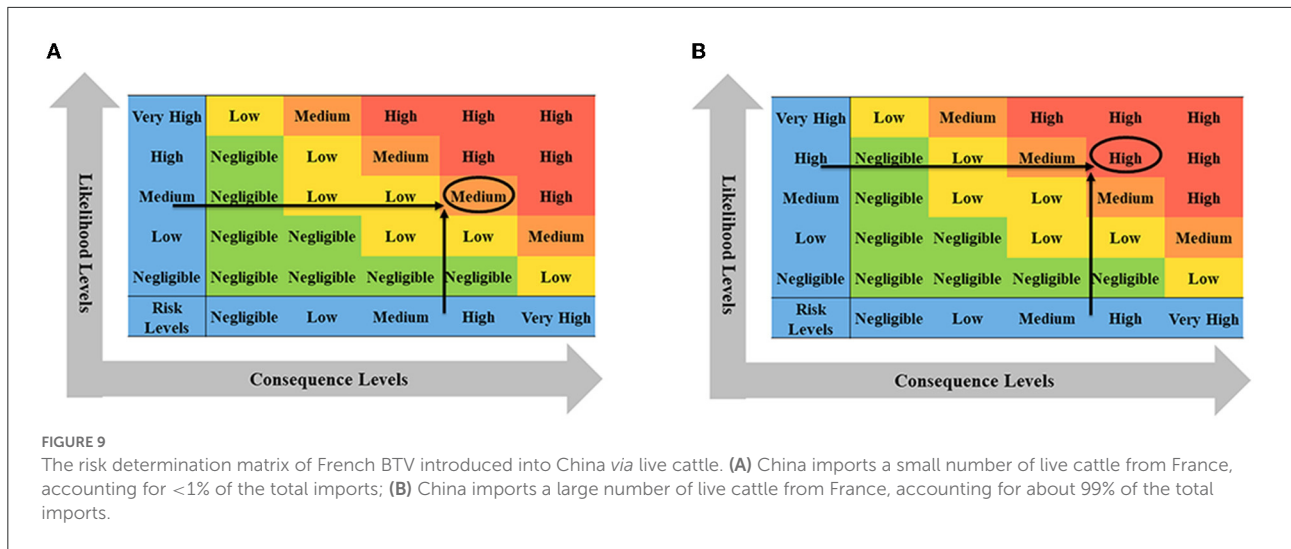 A
Likelihood Levels
Very High Low Medium High High High
High Negligible Low Medium High High
Medium Negligible Low Low Medium High
Low Negligible Negligible Low Low Medium
Negligible Negligible Negligible Negligible Negligible Low
Risk
Levels Negligible Low Medium High Very High
Consequence Levels
B
Likelihood Levels
Very High Low Medium High High High
High Negligible Low Medium High High
Medium Negligible Low Low Medium High
Low Negligible Negligible Low Low Medium
Negligible Negligible Negligible Negligible Negligible Low
Risk
Levels Negligible Low Medium High Very High
Consequence Levels
FIGURE 9
The risk determination matrix of French BTV introduced into China via live cattle. (A) China imports a small number of live cattle from France,
accounting for <1% of the total imports; (B) China imports a large number of live cattle from France, accounting for about 99% of the total
imports.